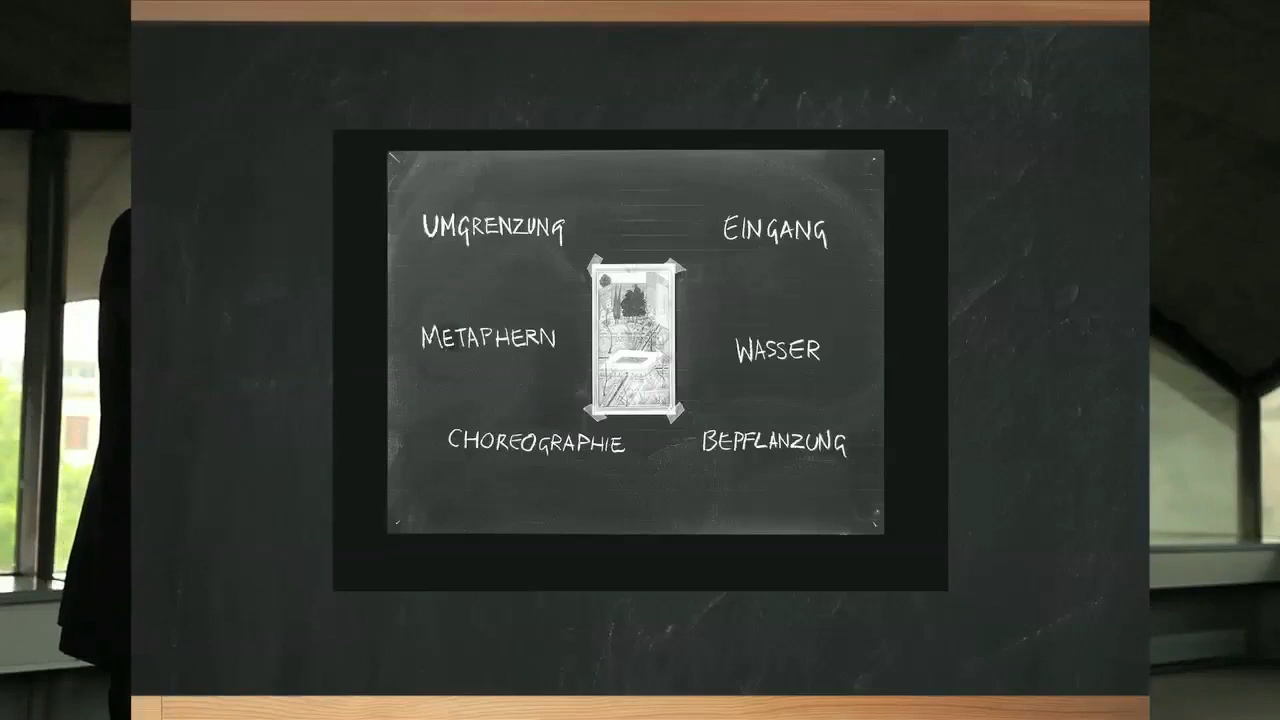 UMGRENZUNG
EINGANG
METAPHERN
WASSER
CHOREOGRAPHIE
BEPFLANZUNG